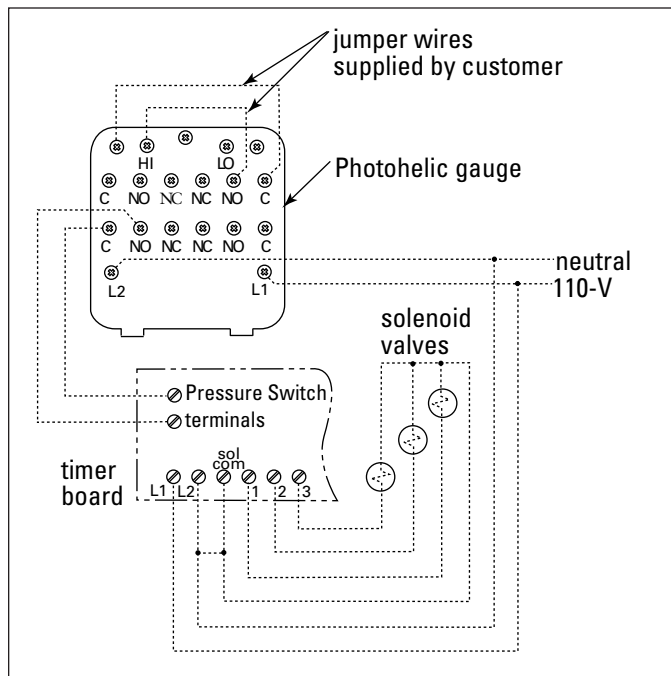 jumper wires
supplied by customer
HI LO
Photohelic gauge
C NO NC NC NO C
C NO NC NC NO C
L2 L1
neutral
110-V
solenoid
valves
Pressure Switch
terminals
sol
com
timer
board
L1 L2 1 2 3